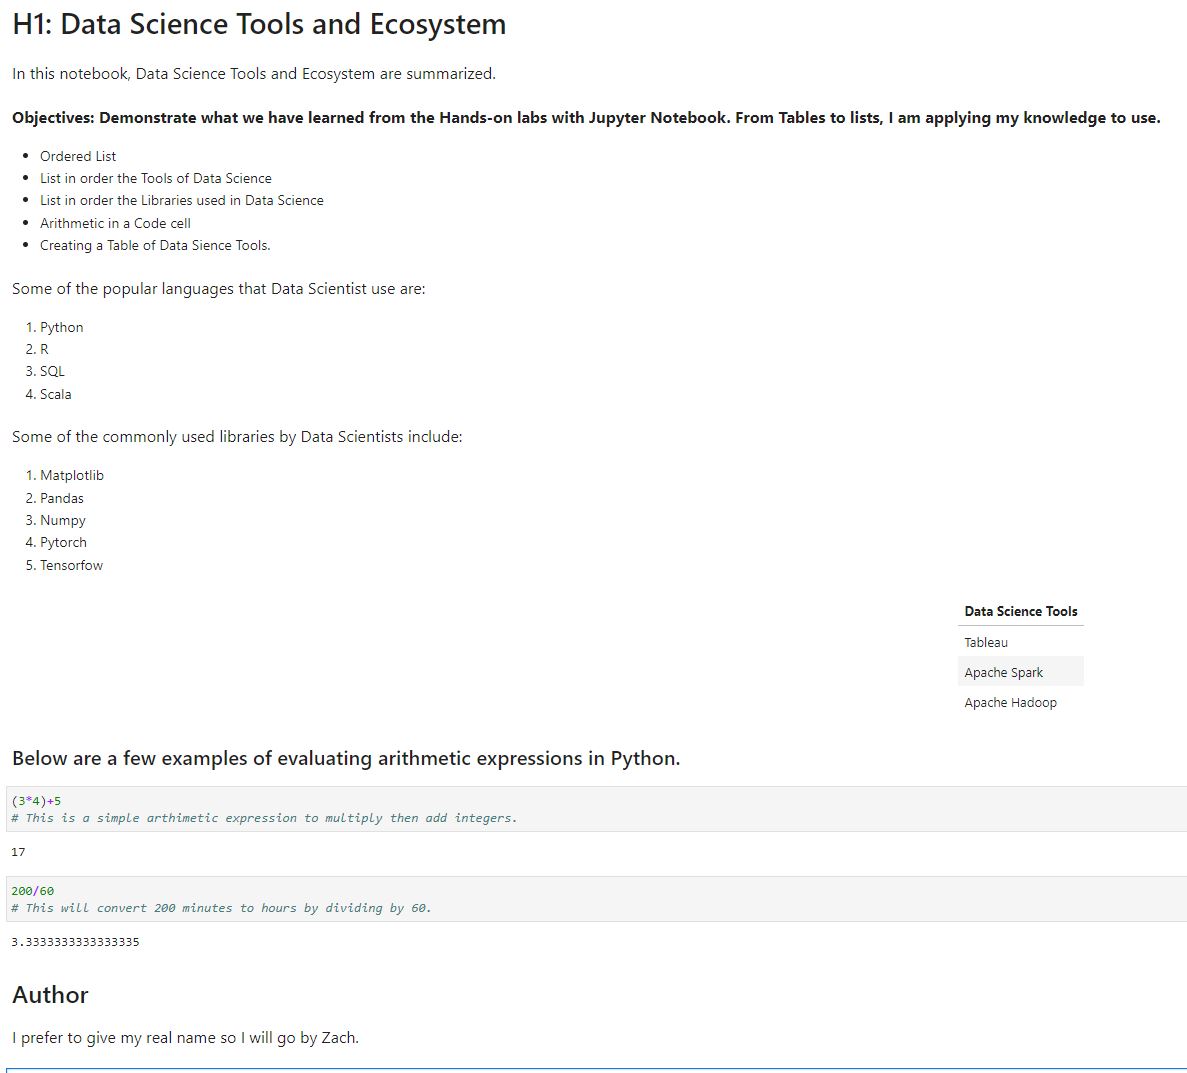 H1: Data Science Tools and Ecosystem
In this notebook, Data Science Tools and Ecosystem are summarized.
Objectives: Demonstrate what we have learned from the Hands-on labs with Jupyter Notebook. From Tables to lists, I am applying my knowledge to use.
• Ordered List
• List in order the Tools of Data Science
• List in order the Libraries used in Data Science
• Arithmetic in a Code cell
• Creating a Table of Data Sience Tools.
Some of the popular languages that Data Scientist use are:
1. Python
2. R
3. SQL
4. Scala
Some of the commonly used libraries by Data Scientists include:
1. Matplotlib
2. Pandas
3. Numpy
4. Pytorch
5. Tensorfow
Data Science Tools
Tableau
Apache Spark
Apache Hadoop
Below are a few examples of evaluating arithmetic expressions in Python.
(3*4)+5
# This is a simple arthimetic expression to multiply then add integers.
17
200/60
# This will convert 200 minutes to hours by dividing by 60.
3.3333333333333335
Author
I prefer to give my real name so I will go by Zach.